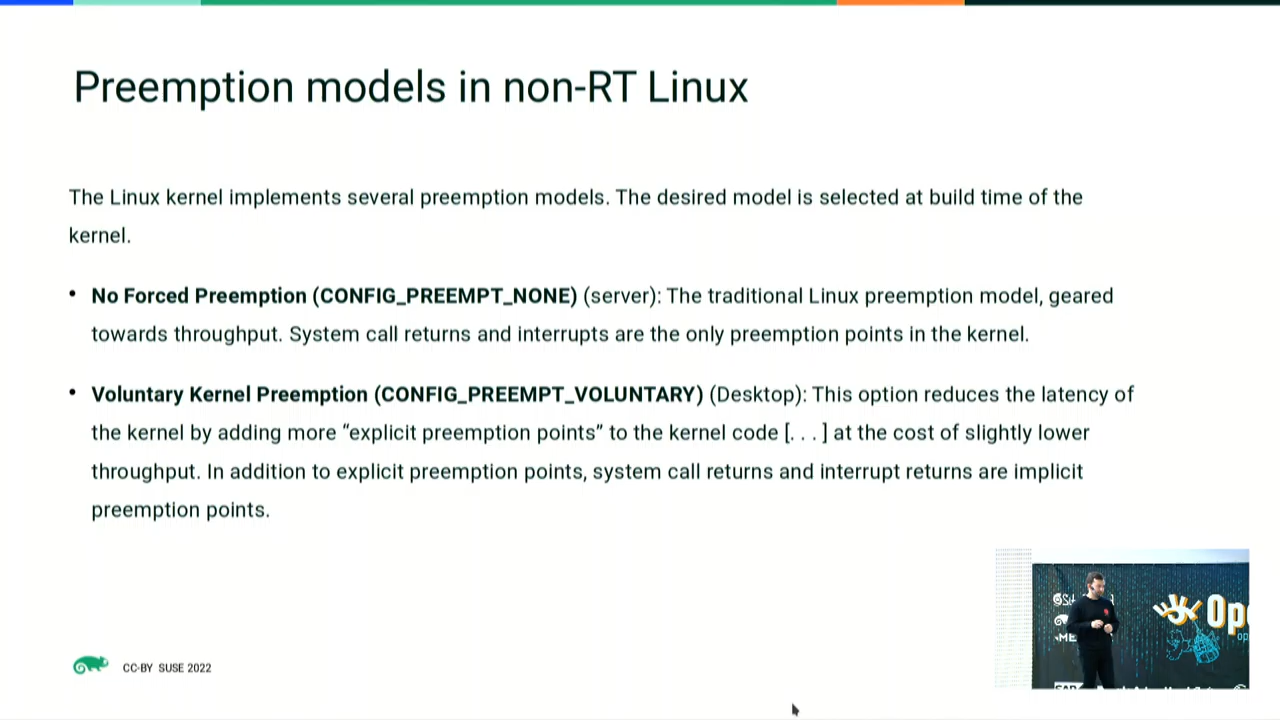 Preemption models in non-RT Linux
The Linux kernel implements several preemption models. The desired model is selected at build time of the
kernel.
• No Forced Preemption (CONFIG_PREEMPT_NONE) (server): The traditional Linux preemption model, geared
towards throughput. System call returns and interrupts are the only preemption points in the kernel.
• Voluntary Kernel Preemption (CONFIG_PREEMPT_VOLUNTARY) (Desktop): This option reduces the latency of
the kernel by adding more “explicit preemption points” to the kernel code [. . . ] at the cost of slightly lower
throughput. In addition to explicit preemption points, system call returns and interrupt returns are implicit
preemption points.
Op
CC-BY SUSE 2022